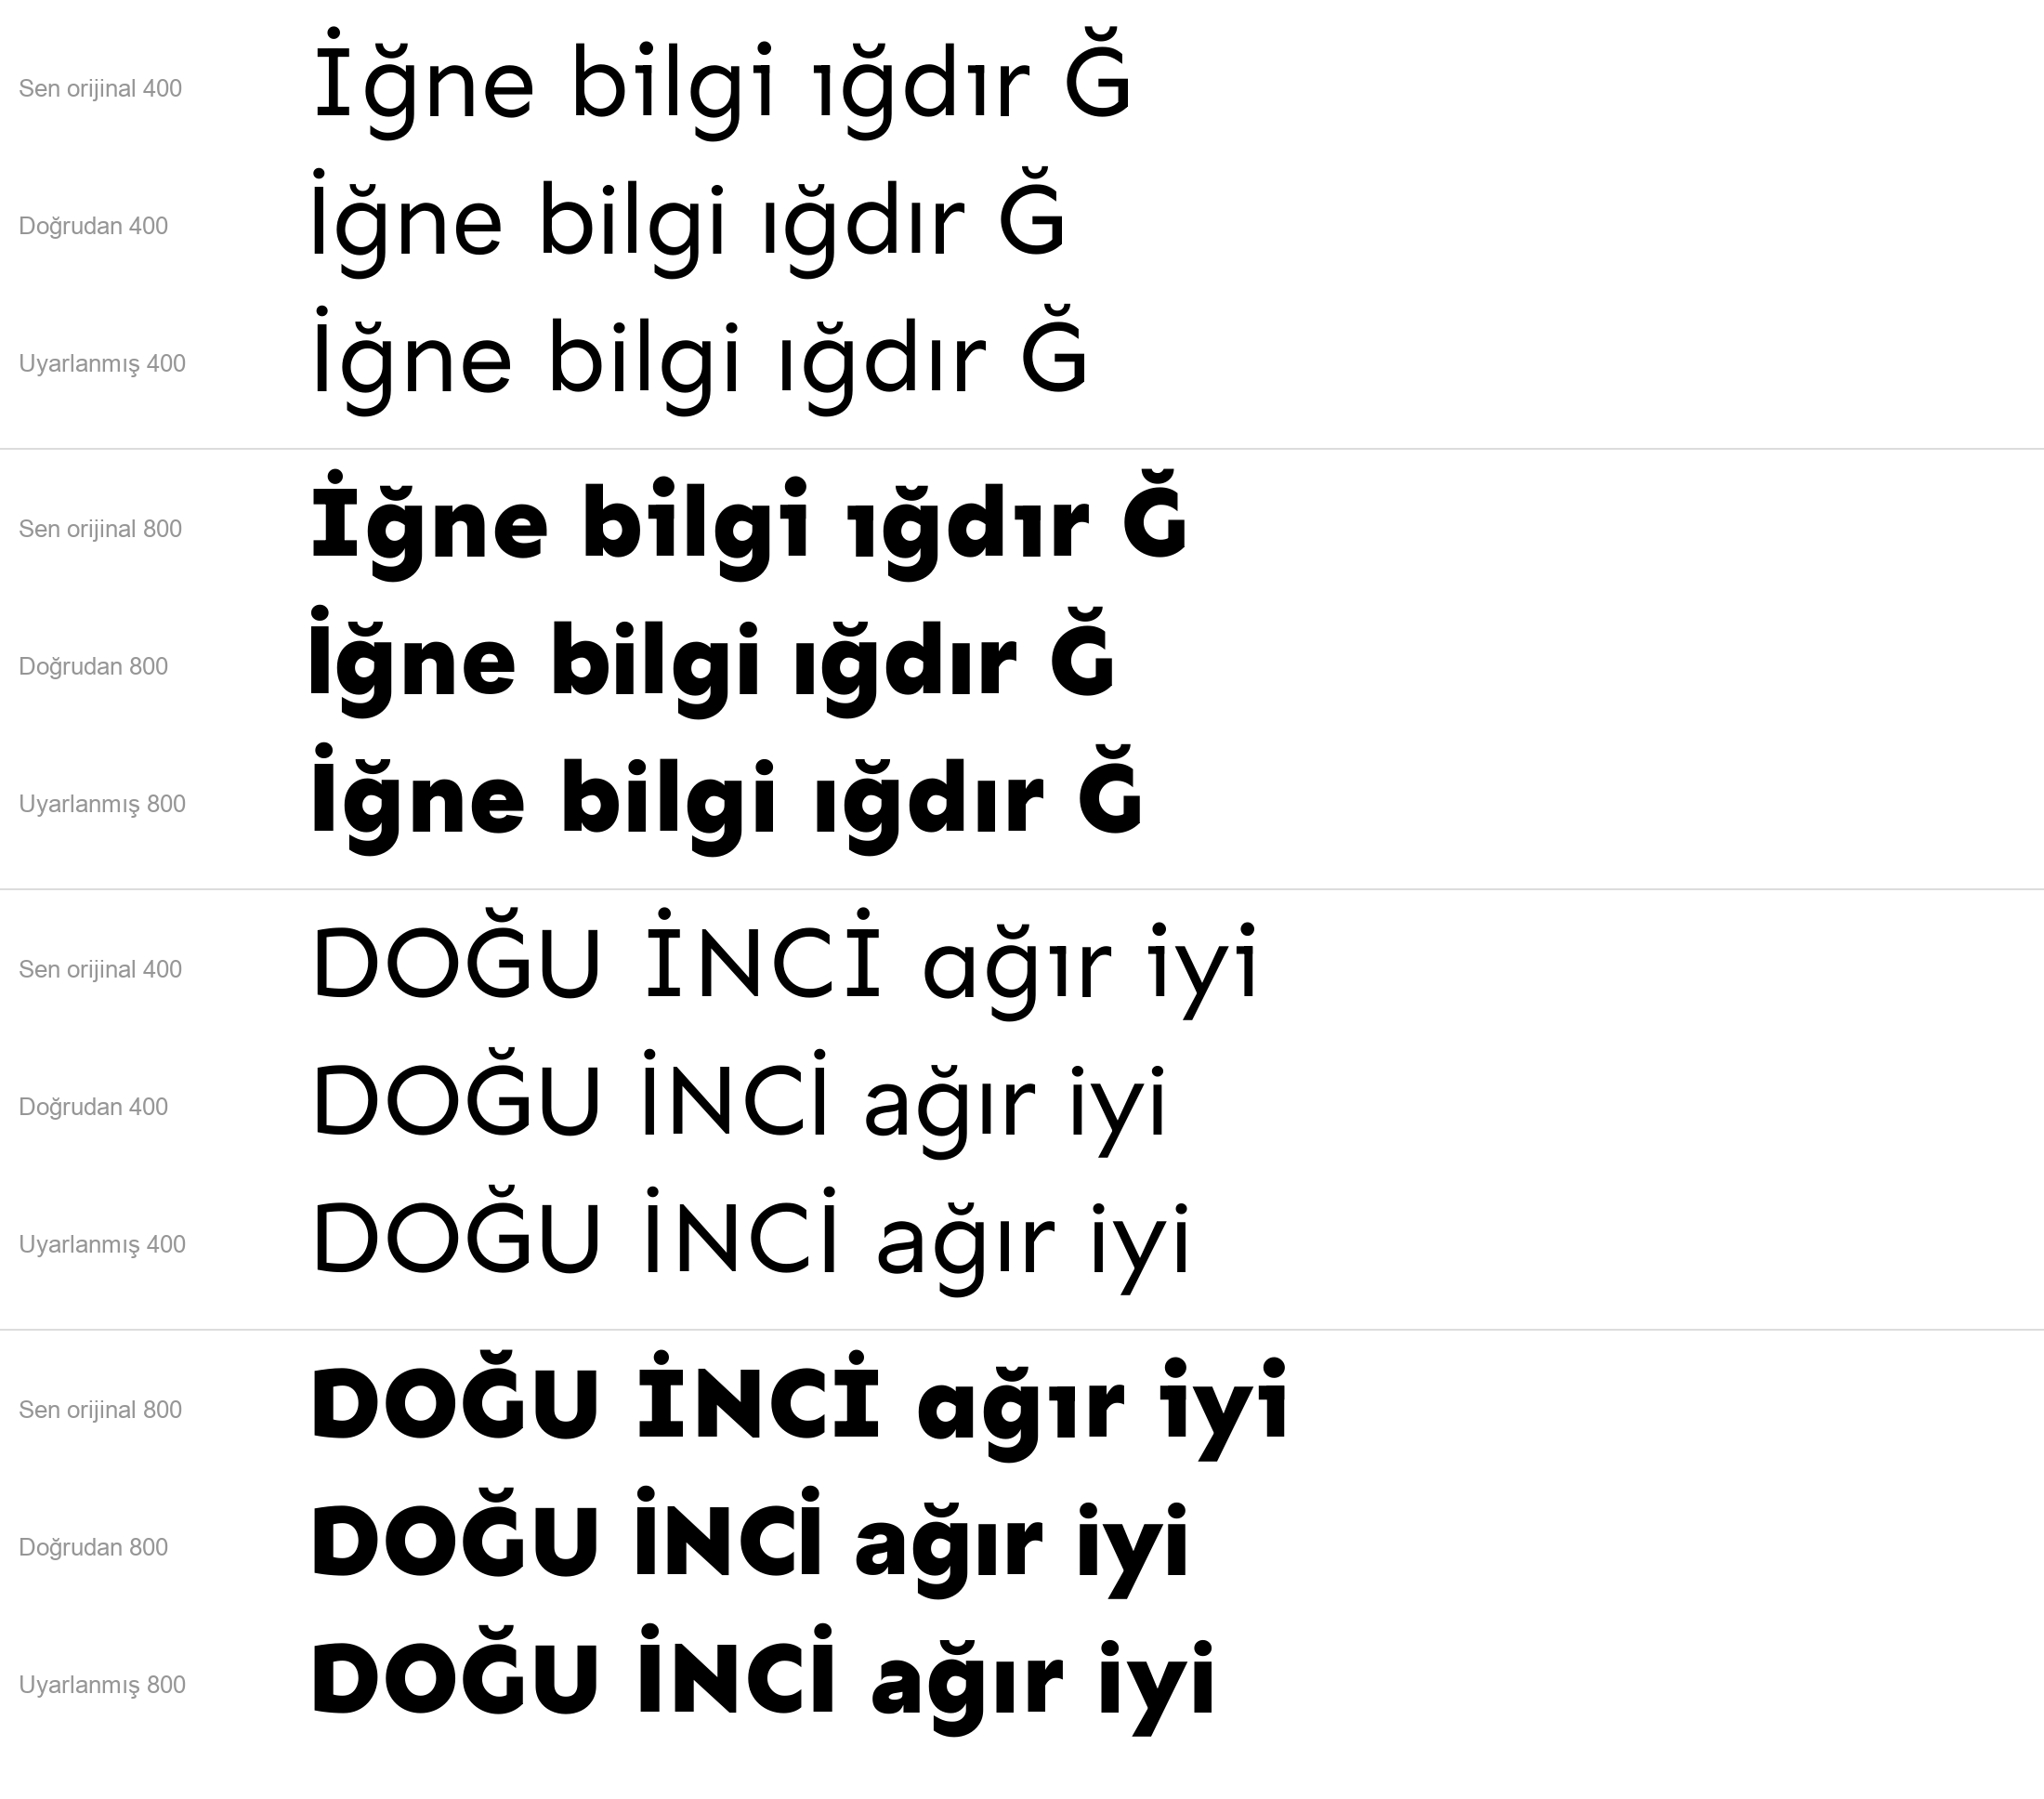 Sen orijinal 400 İğne bilgi ığdır Ğ
Doğrudan 400 İğne bilgi ığdır Ğ
Uyarlanmış 400 İğne bilgi ığdır Ğ
Sen orijinal 800 İğne bilgi ığdır Ğ
Doğrudan 800 İğne bilgi ığdır Ğ
Uyarlanmış 800 İğne bilgi ığdır Ğ
Sen orijinal 400 DOĞU İNCİ ağır iyi
Doğrudan 400 DOĞU İNCİ ağır iyi
Uyarlanmış 400 DOĞU İNCİ ağır iyi
Sen orijinal 800 DOĞU İNCİ ağır iyi
Doğrudan 800 DOĞU İNCİ ağır iyi
Uyarlanmış 800 DOĞU İNCİ ağır iyi